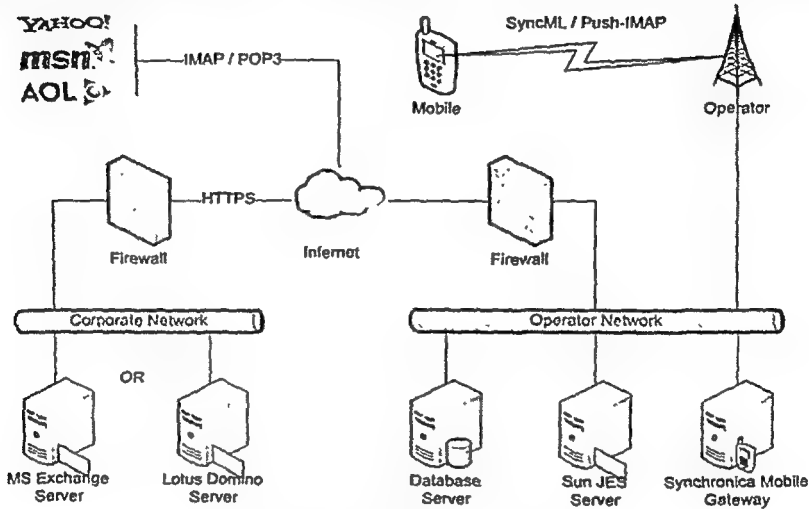 YAHOO!
msn
AOL
IMAP / POP3
SyncML / Push-IMAP
Mobile
Operator
HTTPS
Firewall
Internet
Firewall
Corporate Network
Operator Network
OR
MS Exchange
Server
Lotus Domino
Server
Database
Server
Sun JES
Server
Synchronica Mobile
Gateway